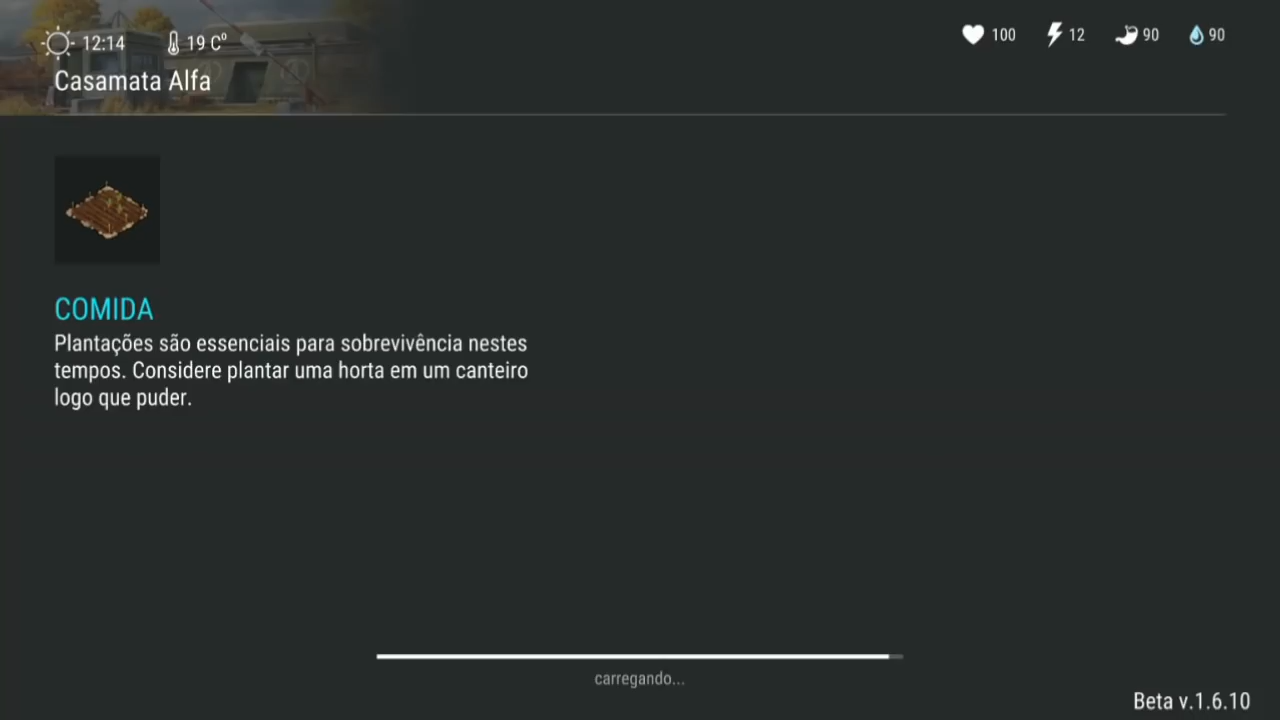 12:14
19 Cº
100
12
90
90
Casamata Alfa
COMIDA
Plantações são essenciais para sobrevivência nestes
tempos. Considere plantar uma horta em um canteiro
logo que puder.
carregando...
Beta v.1.6.10